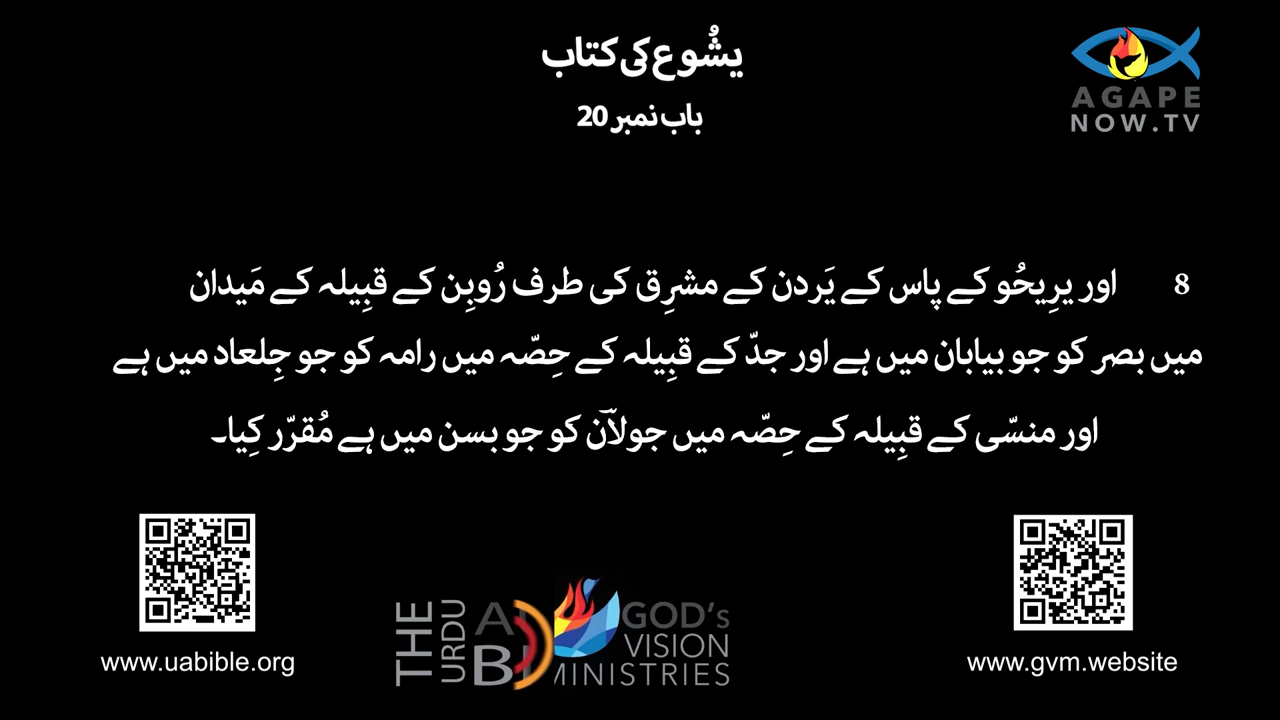 یشُوع کی کتاب
باب نمبر 20
AGAPE
NOW.TV
8 اور یرِیحُو کے پاس کے یَردن کے مشرِق کی طرف رُوبِن کے قبِیلہ کے مَیدان
میں بصر کو جو بیابان میں ہے اور جدّ کے قبِیلہ کے حِصّہ میں رامہ کو جو جِلعاد میں ہے
اور منسّی کے قبِیلہ کے حِصّہ میں جولاؔن کو جو بسن میں ہے مُقرّر کِیا۔
THE
URDU
GOD's
VISION
MINISTRIES
www.uabible.org
www.gvm.website